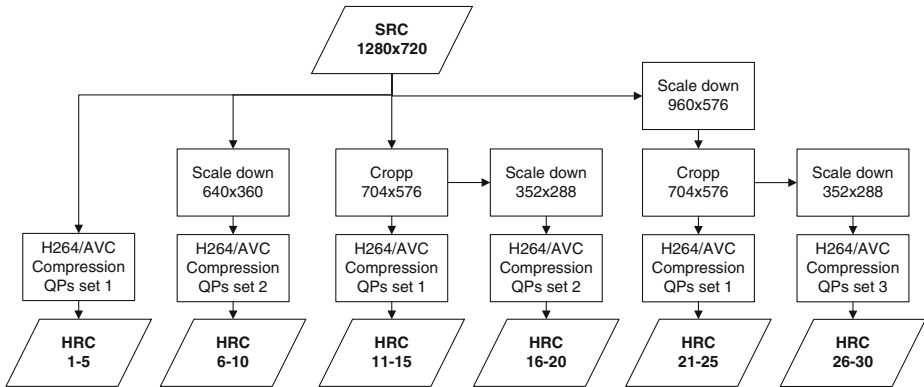 SRC
1280x720
Scale down
960x576
Scale down
640x360
Cropp
704x576
Scale down
352x288
Cropp
704x576
Scale down
352x288
H264/AVC
Compression
QPs set 1
H264/AVC
Compression
QPs set 2
H264/AVC
Compression
QPs set 1
H264/AVC
Compression
QPs set 2
H264/AVC
Compression
QPs set 1
H264/AVC
Compression
QPs set 3
HRC
1-5
HRC
6-10
HRC
11-15
HRC
16-20
HRC
21-25
HRC
26-30